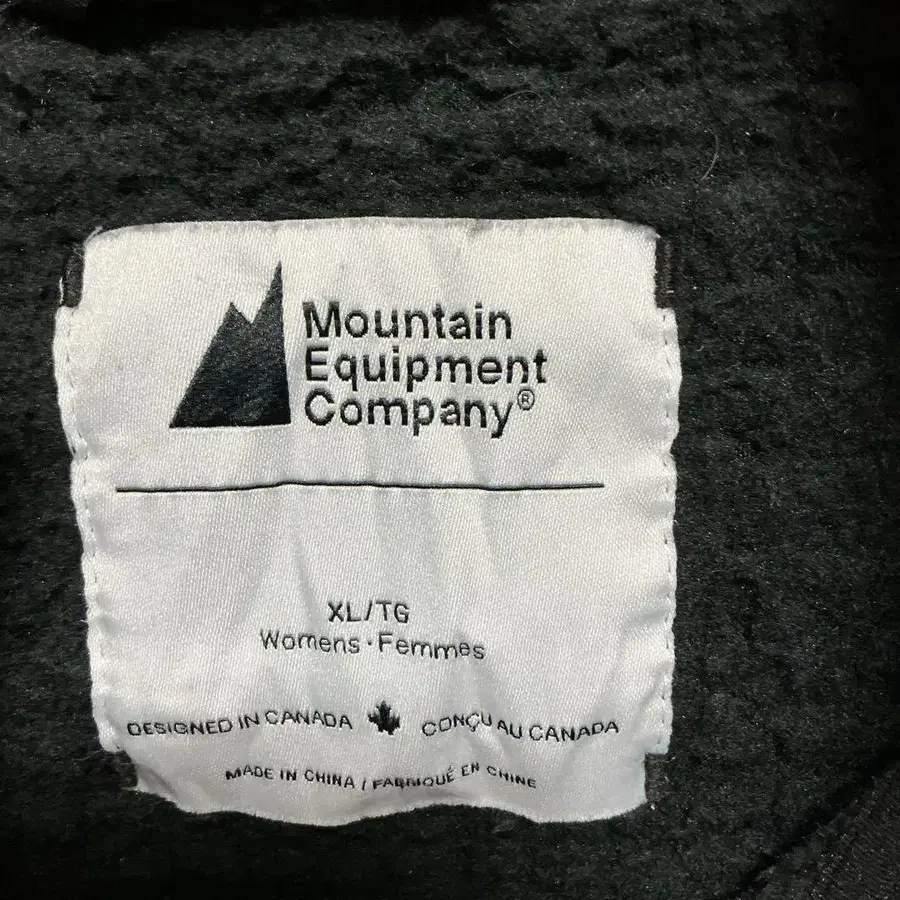 Mountain
Equipment
Company®
XL/TG
Womens·Femmes
DESIGNED IN CANADA CONÇU AU CANADA
MADE IN CHINA / FABRIQUÉ EN CHINE